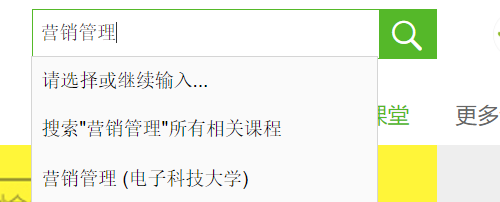 营销管理
请选择或继续输入...
课堂 更多
搜索"营销管理"所有相关课程
营销管理 (电子科技大学)